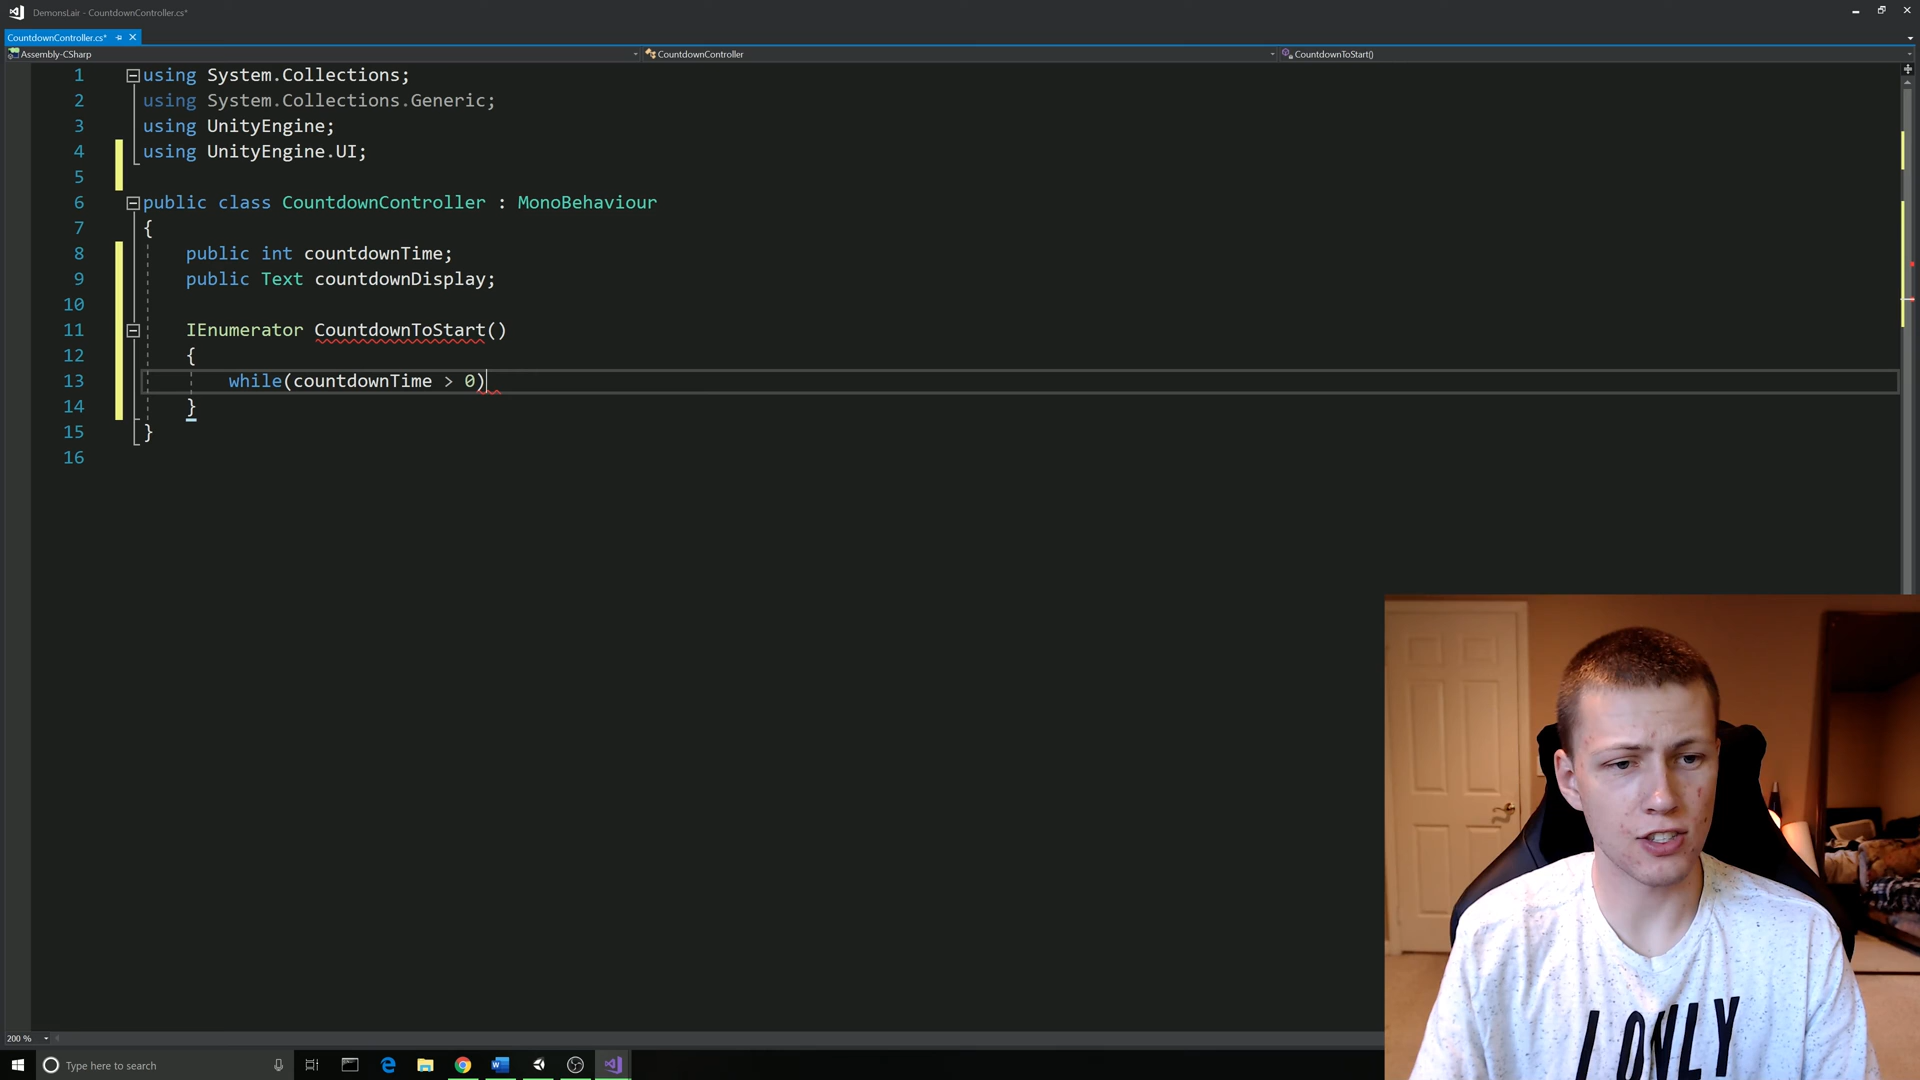 DemonsLair - CountdownController.cs*
CountdownController.cs*
Assembly-CSharp
CountdownController
CountdownToStart()
1 using System.Collections;
2 using System.Collections.Generic;
3 using UnityEngine;
4 using UnityEngine.UI;
5
6 public class CountdownController : MonoBehaviour
7 {
8 public int countdownTime;
9 public Text countdownDisplay;
10
11 IEnumerator CountdownToStart()
12 {
13 while(countdownTime > 0)
14 }
15 }
16
LONLY
200 %
Type here to search